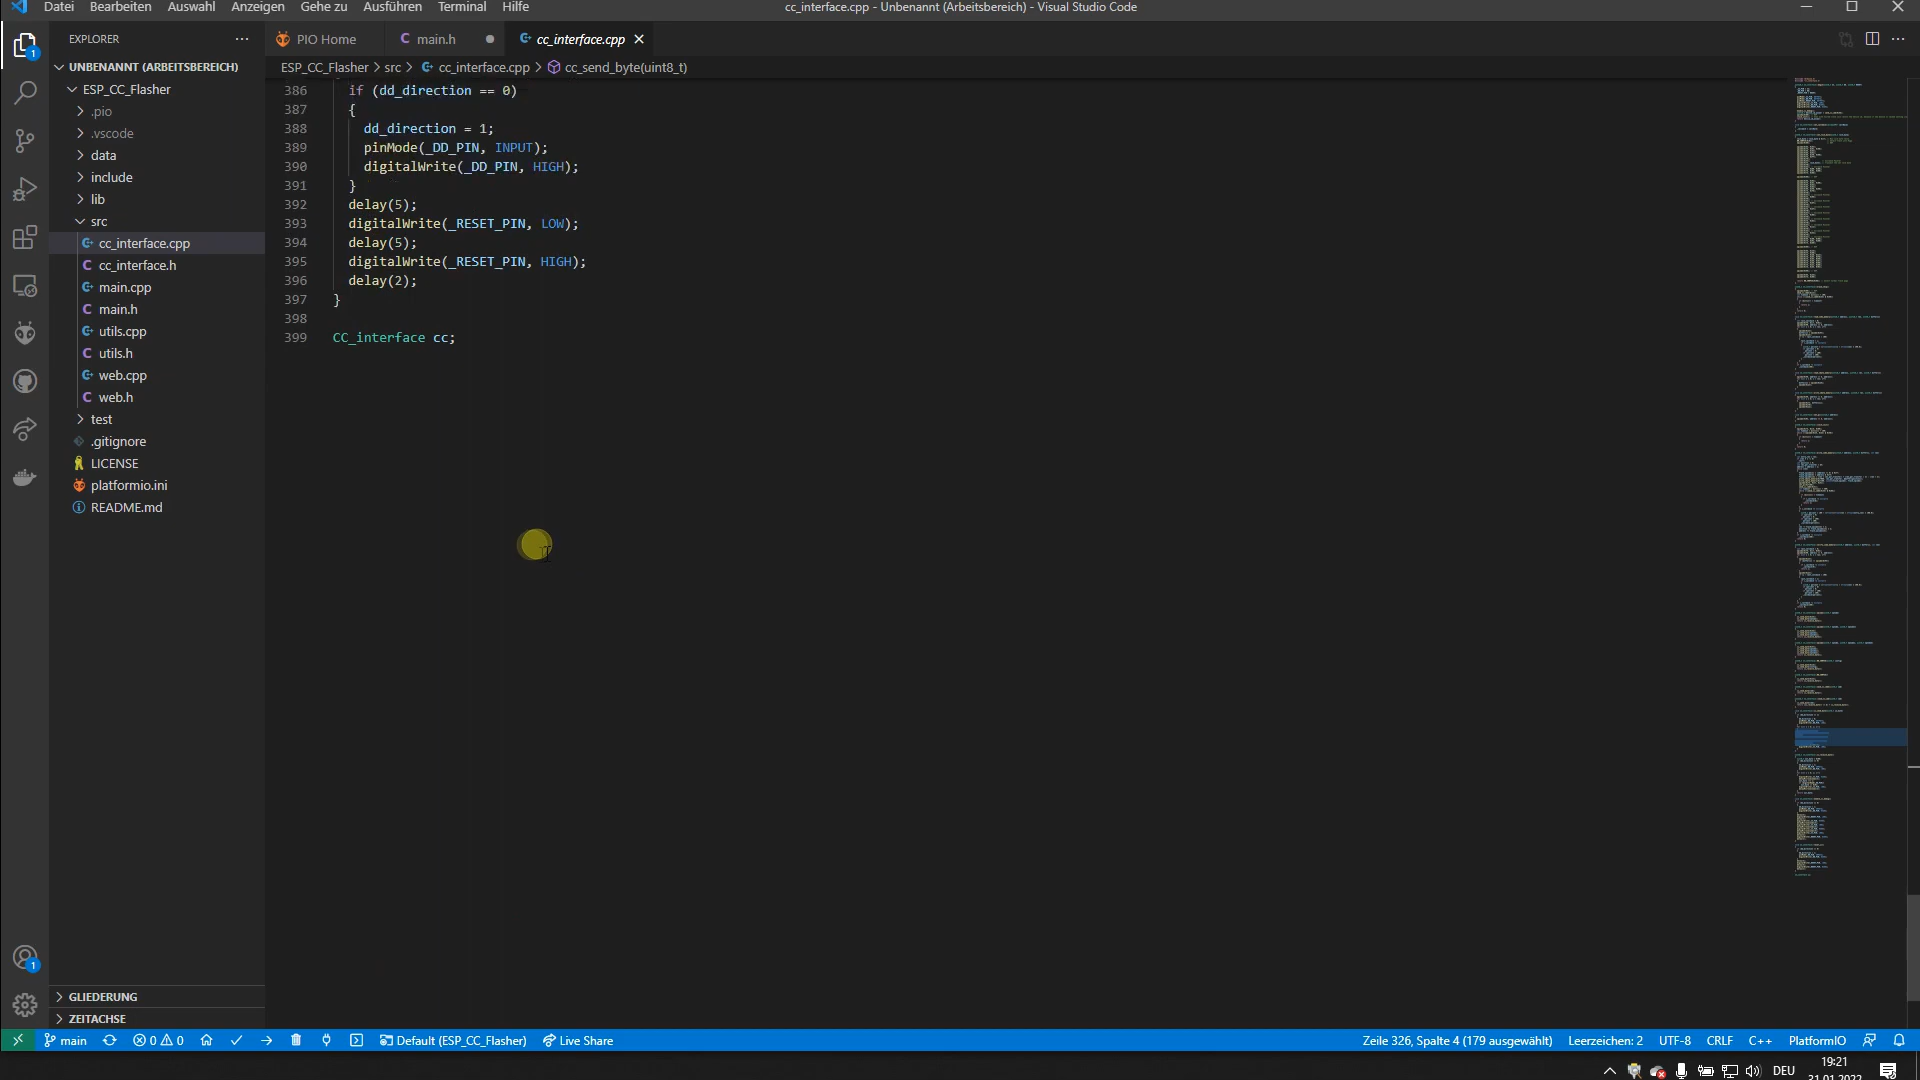 Datei Bearbeiten Auswahl Anzeigen Gehe zu Ausführen Terminal Hilfe
cc_interface.cpp - Unbenannt (Arbeitsbereich) - Visual Studio Code
EXPLORER
PIO Home
main.h
cc_interface.cpp
UNBENANNT (ARBEITSBEREICH)
ESP_CC_Flasher > src > cc_interface.cpp > cc_send_byte(uint8_t)
ESP_CC_Flasher
.pio
.vscode
data
include
lib
src
cc_interface.cpp
cc_interface.h
main.cpp
main.h
utils.cpp
utils.h
web.cpp
web.h
test
.gitignore
LICENSE
platformio.ini
README.md
386 if (dd_direction == 0)
387 {
388 dd_direction = 1;
389 pinMode(_DD_PIN, INPUT);
390 digitalWrite(_DD_PIN, HIGH);
391 }
392 delay(5);
393 digitalWrite(_RESET_PIN, LOW);
394 delay(5);
395 digitalWrite(_RESET_PIN, HIGH);
396 delay(2);
397 }
398
399 CC_interface cc;
1
1
GLIEDERUNG
ZEITACHSE
main
0 0
Default (ESP_CC_Flasher)
Live Share
Zeile 326, Spalte 4 (179 ausgewählt)
Leerzeichen: 2
UTF-8
CRLF
C++
PlatformIO
DEU
19:21
31.01.2022